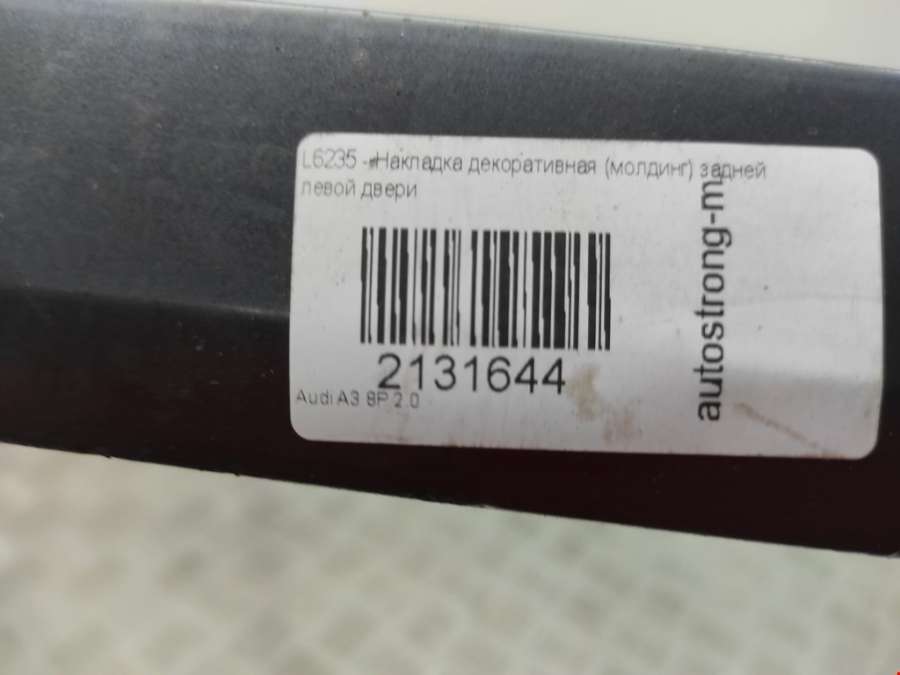 L6235 - Накладка декоративная (молдинг) задней
левой двери
2131644
Audi A3 8P 2.0
autostrong-m